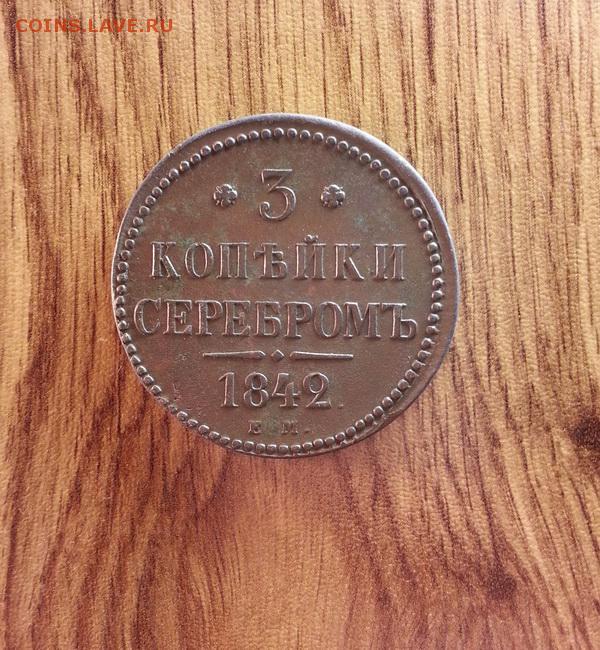 COINS.LAVE.RU
3
КОПѢЙКИ
СЕРЕБРОМЪ
1842.
Е.М.